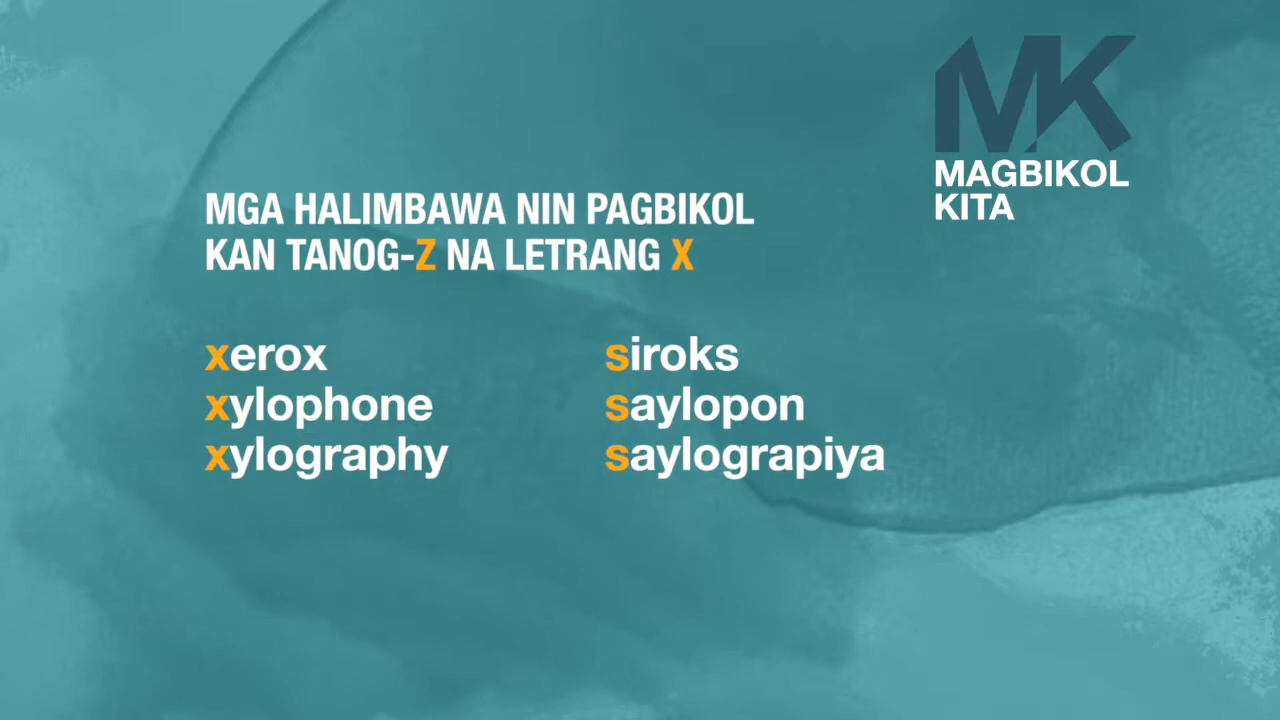 MK
MAGBIKOL
KITA
MGA HALIMBAWA NIN PAGBIKOL
KAN TANOG-Z NA LETRANG X
xerox siroks
xylophone saylopon
xylography saylograpiya